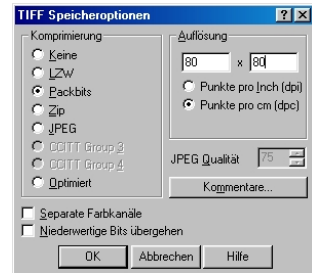 TIFF Speicheroptionen
Komprimierung
Keine
LZW
Packbits
Zip
JPEG
CCITT Group 3
CCITT Group 4
Optimiert
Auflösung
80 x 80
Punkte pro Inch (dpi)
Punkte pro cm (dpc)
JPEG Qualität 75
Kommentare...
Separate Farbkanäle
Niederwertige Bits übergehen
OK Abbrechen Hilfe